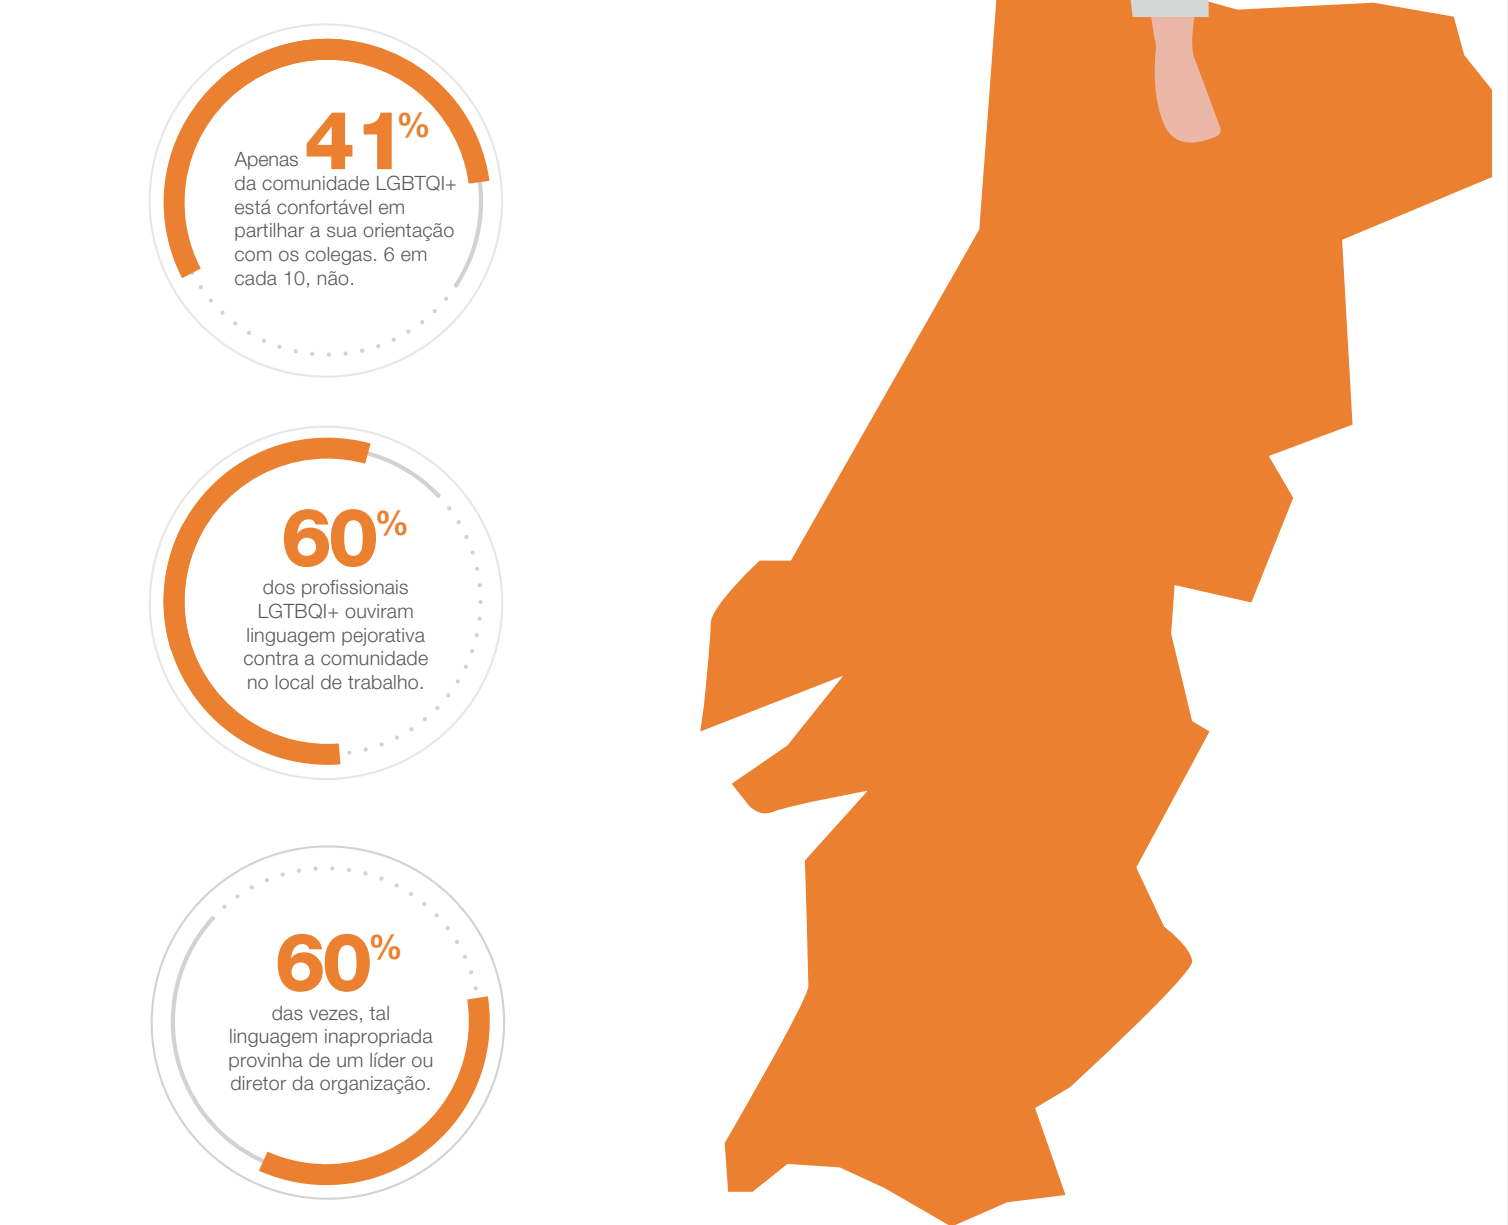 Apenas 41%
da comunidade LGBTQI+
está confortável em
partilhar a sua orientação
com os colegas. 6 em
cada 10, não.
60%
dos profissionais
LGTBQI+ ouviram
linguagem pejorativa
contra a comunidade
no local de trabalho.
60%
das vezes, tal
linguagem inapropriada
provinha de um líder ou
diretor da organização.